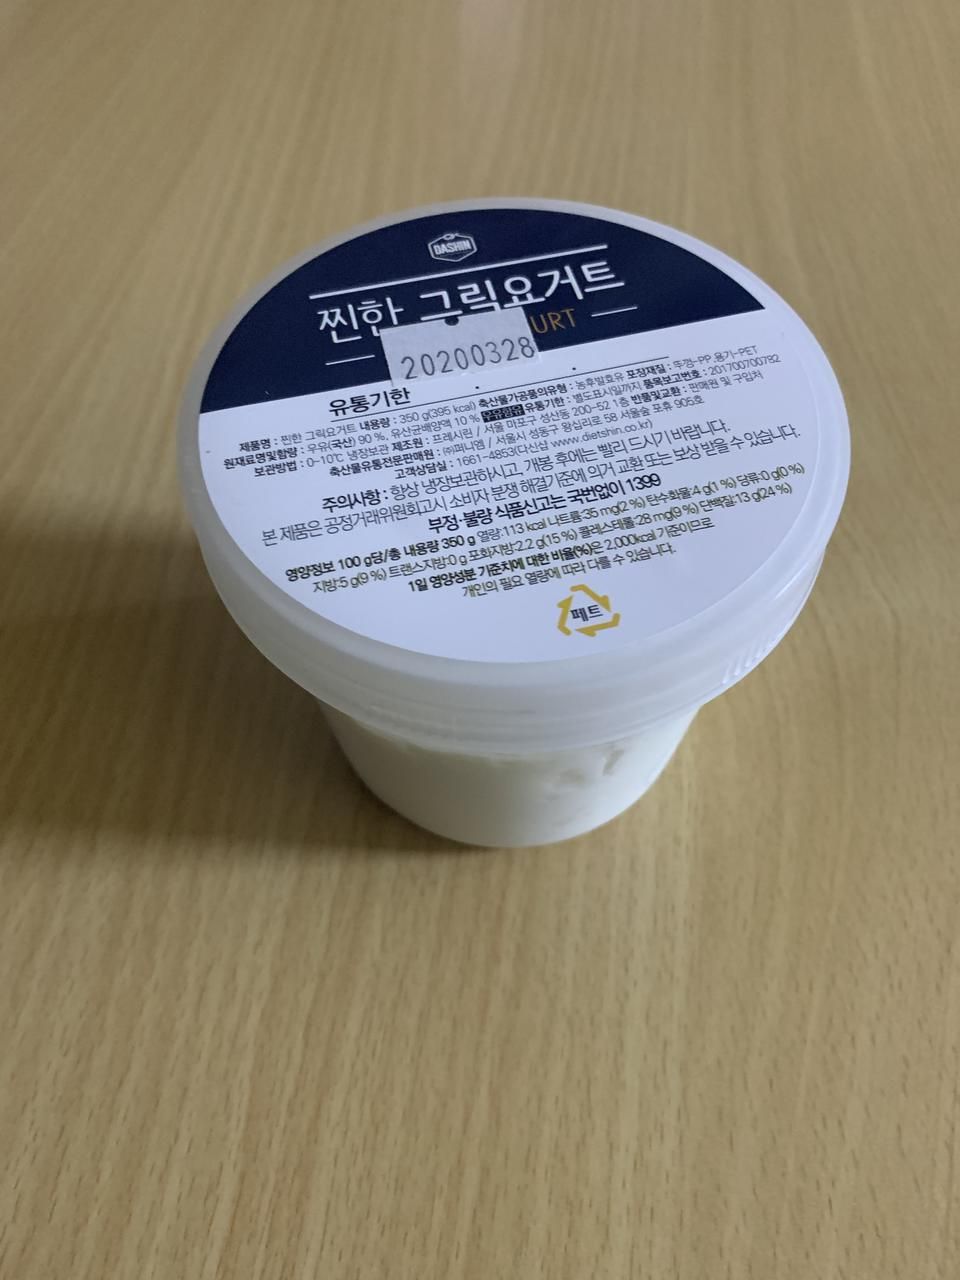 DASHIN
찐한 그릭요거트
URT
20200328
유통기한
제품명 : 찐한 그릭요거트 내용량 : 350 g(395 kcal) 축산물가공품의유형 : 농후발효유 포장재질 : 뚜껑-PP 용기-PET
원재료명및함량 : 우유(국산) 90 %, 유산균배양액 10 % 우유함유 유통기한 : 별도표시일까지 품목보고번호 : 201700700792
보관방법 : 0~10℃ 냉장보관 제조원 : 프레시린 / 서울 마포구 성산동 200-52 1층 반품및교환 : 판매원 및 구입처
축산물유통전문판매원 : ㈜퍼니엠 / 서울시 성동구 왕십리로 58 서울숲 포휴 905호
고객상담실 : 1661-4853(다신샵 www.dietshin.co.kr)
주의사항 : 항상 냉장보관하시고, 개봉 후에는 빨리 드시기 바랍니다.
본 제품은 공정거래위원회고시 소비자 분쟁 해결기준에 의거 교환 또는 보상 받을 수 있습니다.
부정·불량 식품신고는 국번없이 1399
영양정보 100 g당/총 내용량 350 g 열량:113 kcal 나트륨:35 mg(2 %) 탄수화물:4 g(1 %) 당류:0 g(0 %)
지방:5 g(9 %) 트랜스지방:0 g 포화지방:2.2 g(15 %) 콜레스테롤:28 mg(9 %) 단백질:13 g(24 %)
1일 영양성분 기준치에 대한 비율(%)은 2,000kcal 기준이므로
개인의 필요 열량에 따라 다를 수 있습니다.
페트